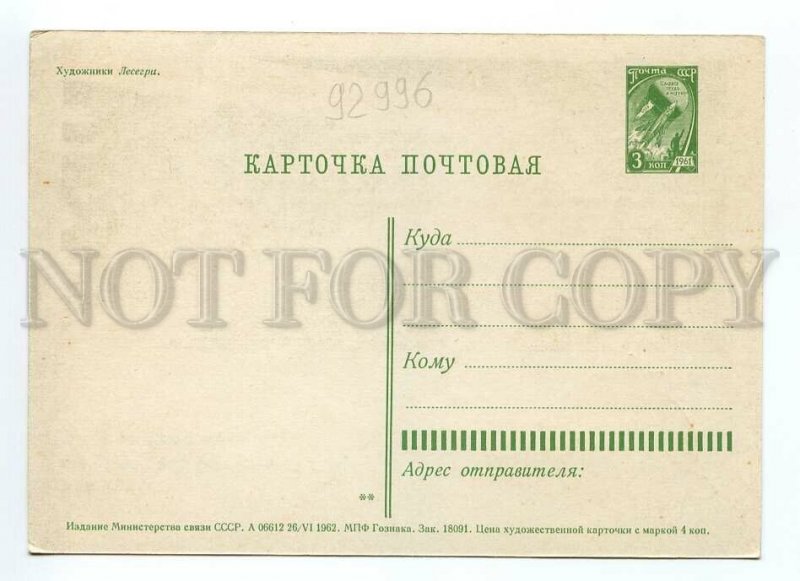 Художники Лесегри.
92996
Почта СССР
3 коп 1961
КАРТОЧКА ПОЧТОВАЯ
Куда
NOT FOR COPY
Кому
Адрес отправителя:
**
Издание Министерства связи СССР. А 06612 26/VI 1962. МПФ Гознака. Зак. 18091. Цена художественной карточки с маркой 4 коп.